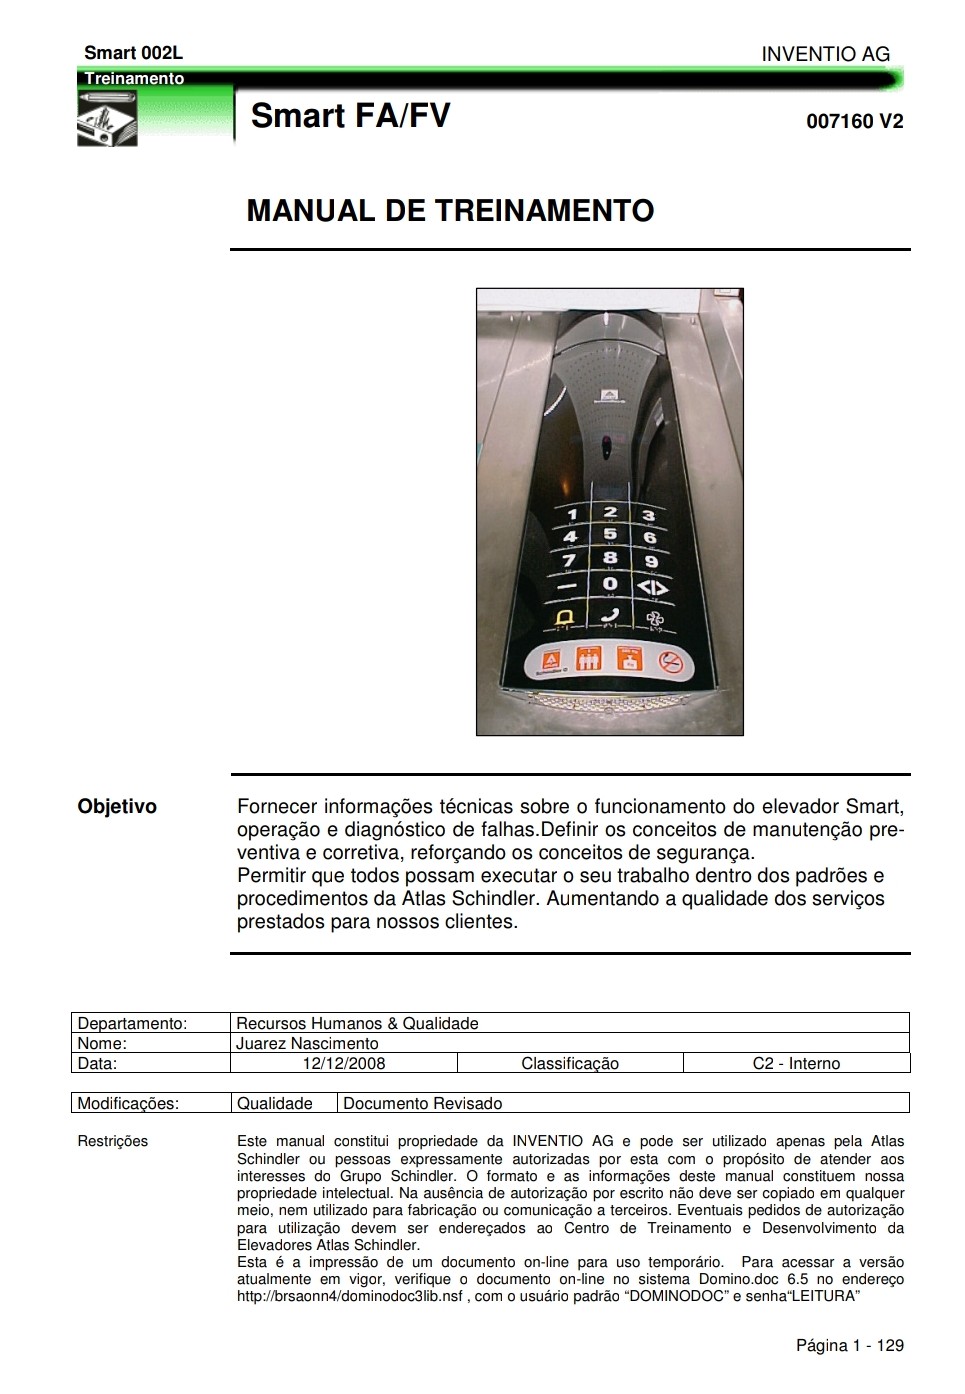 Smart 002L
INVENTIO AG
Treinamento
Smart FA/FV
007160 V2
MANUAL DE TREINAMENTO
1 2 3
4 5 6
7 8 9
— 0 <|>
Objetivo
Fornecer informações técnicas sobre o funcionamento do elevador Smart,
operação e diagnóstico de falhas.Definir os conceitos de manutenção pre-
ventiva e corretiva, reforçando os conceitos de segurança.
Permitir que todos possam executar o seu trabalho dentro dos padrões e
procedimentos da Atlas Schindler. Aumentando a qualidade dos serviços
prestados para nossos clientes.
Departamento: Recursos Humanos & Qualidade
Nome: Juarez Nascimento
Data: 12/12/2008 Classificação C2 - Interno
Modificações: Qualidade Documento Revisado
Restrições
Este manual constitui propriedade da INVENTIO AG e pode ser utilizado apenas pela Atlas
Schindler ou pessoas expressamente autorizadas por esta com o propósito de atender aos
interesses do Grupo Schindler. O formato e as informações deste manual constituem nossa
propriedade intelectual. Na ausência de autorização por escrito não deve ser copiado em qualquer
meio, nem utilizado para fabricação ou comunicação a terceiros. Eventuais pedidos de autorização
para utilização devem ser endereçados ao Centro de Treinamento e Desenvolvimento da
Elevadores Atlas Schindler.
Esta é a impressão de um documento on-line para uso temporário. Para acessar a versão
atualmente em vigor, verifique o documento on-line no sistema Domino.doc 6.5 no endereço
http://brsaonn4/dominodoc3lib.nsf , com o usuário padrão “DOMINODOC” e senha“LEITURA”
Página 1 - 129